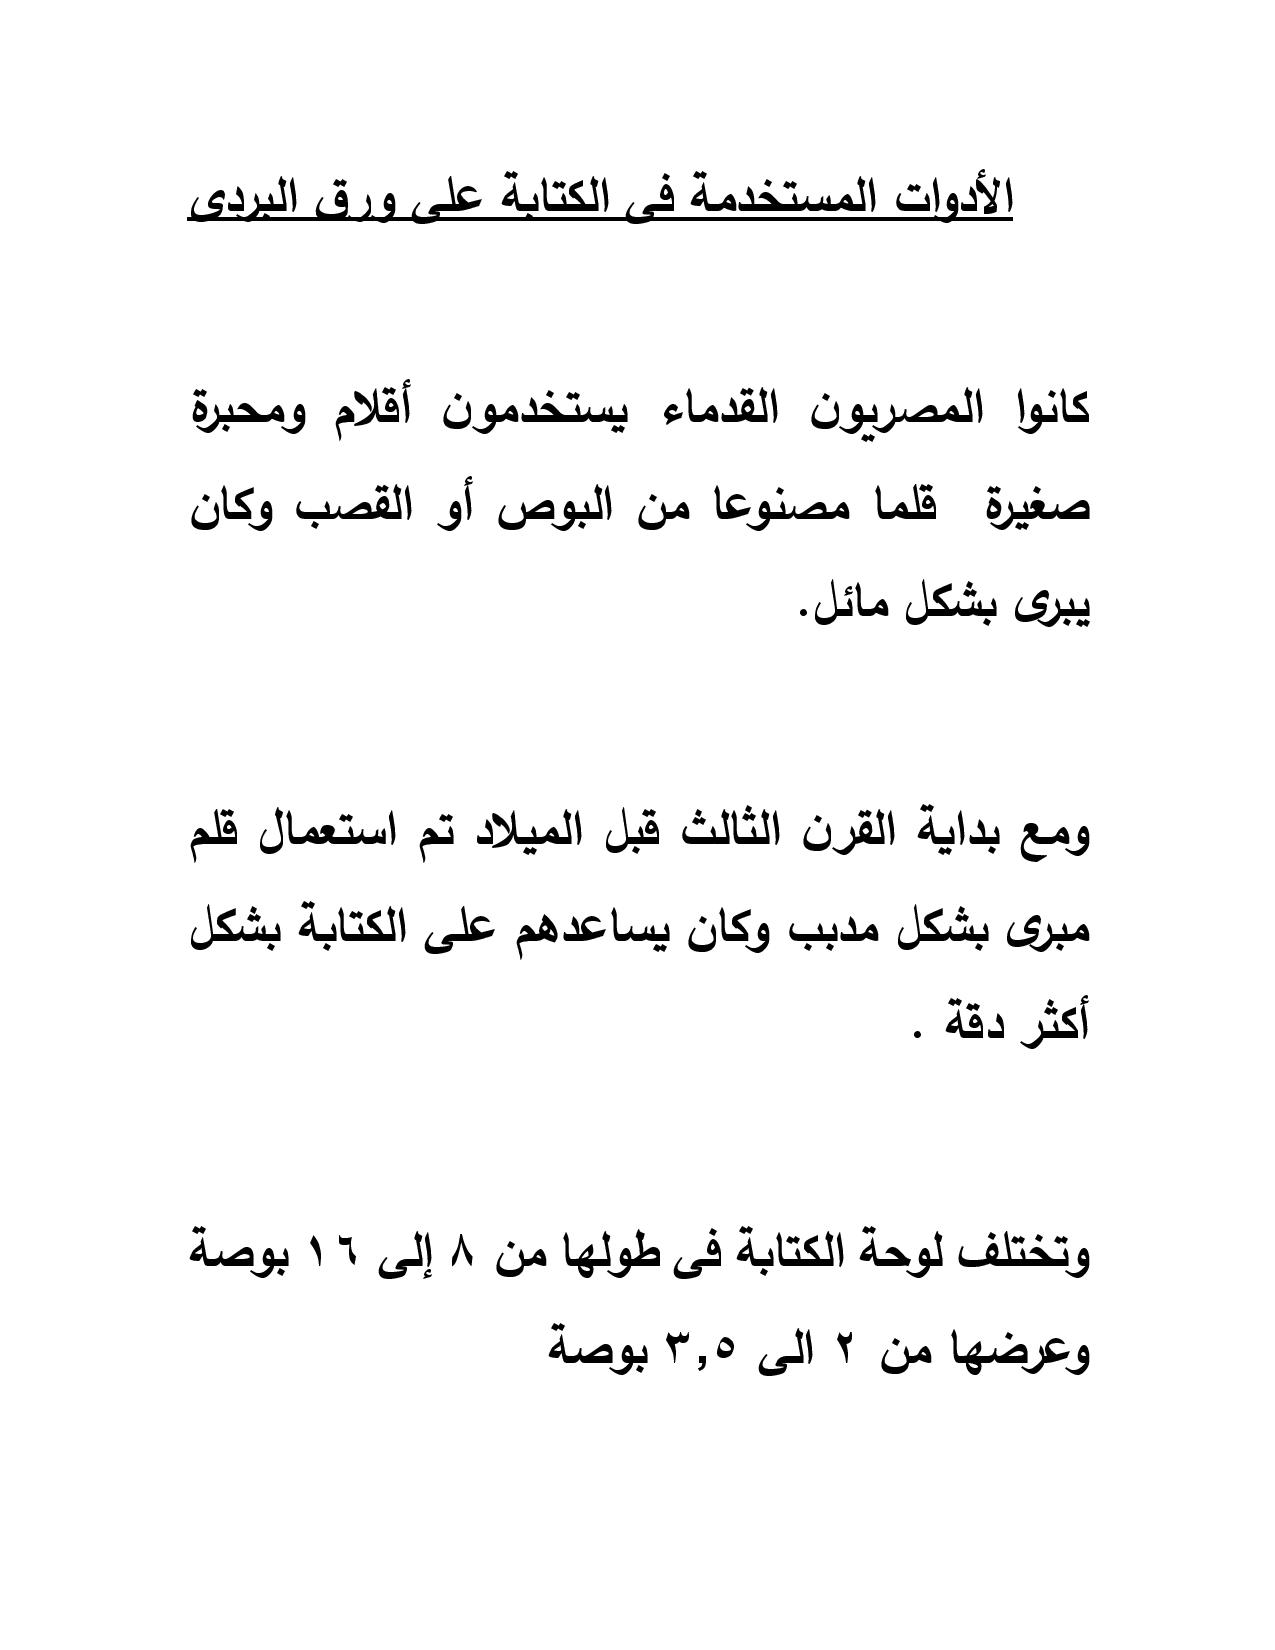 الأدوات المستخدمة فى الكتابة على ورق البردى
كانوا المصريون القدماء يستخدمون أقلام ومحبرة
صغيرة قلما مصنوعا من البوص أو القصب وكان
يبرى بشكل مائل.
ومع بداية القرن الثالث قبل الميلاد تم استعمال قلم
مبرى بشكل مدبب وكان يساعدهم على الكتابة بشكل
أكثر دقة .
وتختلف لوحة الكتابة فى طولها من ٨ إلى ١٦ بوصة
وعرضها من ٢ الى ٣,٥ بوصة